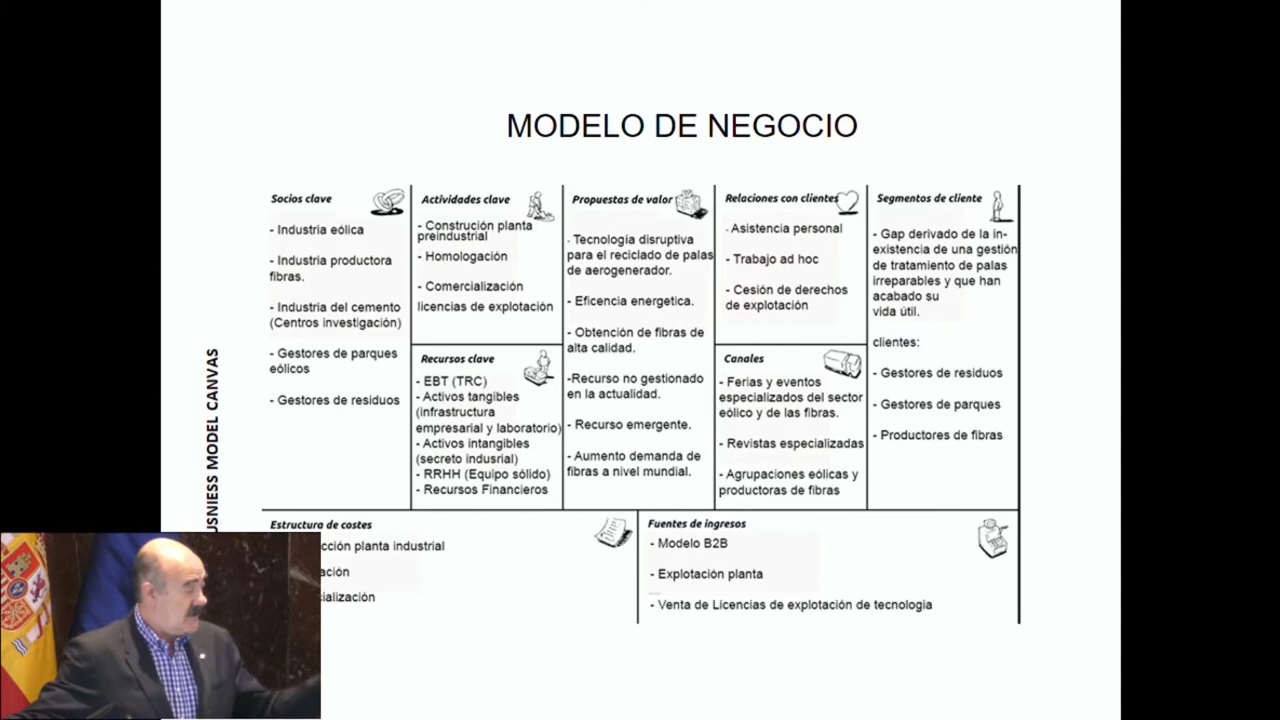 MODELO DE NEGOCIO
Socios clave
- Industria eólica
- Industria productora
fibras.
- Industria del cemento
(Centros investigación)
- Gestores de parques
eólicos
- Gestores de residuos
Actividades clave
- Construción planta
preindustrial
- Homologación
- Comercialización
licencias de explotación
Recursos clave
- EBT (TRC)
- Activos tangibles
(infraestructura
empresarial y laboratorio)
- Activos intangibles
(secreto indusrial)
- RRHH (Equipo sólido)
- Recursos Financieros
Propuestas de valor
- Tecnología disruptiva
para el reciclado de palas
de aerogenerador.
- Eficencia energetica.
- Obtención de fibras de
alta calidad.
-Recurso no gestionado
en la actualidad.
- Recurso emergente.
- Aumento demanda de
fibras a nivel mundial.
Relaciones con clientes
- Asistencia personal
- Trabajo ad hoc
- Cesión de derechos
de explotación
Canales
- Ferias y eventos
especializados del sector
eólico y de las fibras.
- Revistas especializadas
- Agrupaciones eólicas y
productoras de fibras
Segmentos de cliente
- Gap derivado de la in-
existencia de una gestión
de tratamiento de palas
irreparables y que han
acabado su
vida útil.
clientes:
- Gestores de residuos
- Gestores de parques
- Productores de fibras
USNIESS MODEL CANVAS
Estructura de costes
cción planta industrial
ación
ialización
Fuentes de ingresos
- Modelo B2B
- Explotación planta
- Venta de Licencias de explotación de tecnologia